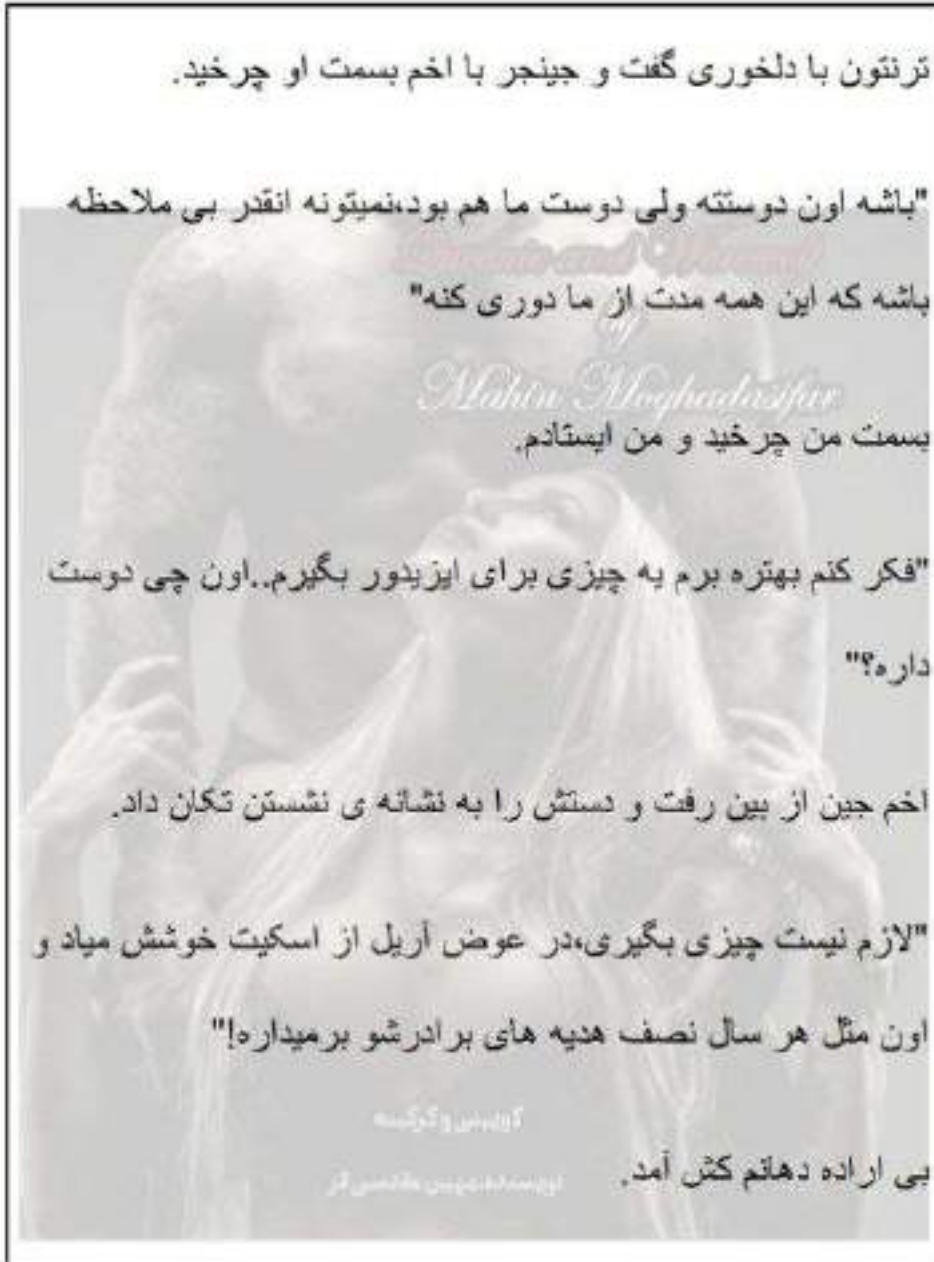 ترنتون با دلخوری گفت و جینجر با اخم بسمت او چرخید.
"باشه اون دوستته ولی دوست ما هم بود،نمیتونه انقدر بی ملاحظه
باشه که این همه مدت از ما دوری کنه"
Mahin Moghadasifar
بسمت من چرخید و من ایستادم.
"فکر کنم بهتره برم یه چیزی برای ایزیدور بگیرم..اون چی دوست
داره؟"
اخم جین از بین رفت و دستش را به نشانه ی نشستن تکان داد.
"لازم نیست چیزی بگیری،در عوض آریل از اسکیت خوشش میاد و
اون مثل هر سال نصف هدیه های برادرشو برمیداره!"
بی اراده دهانم کش آمد.